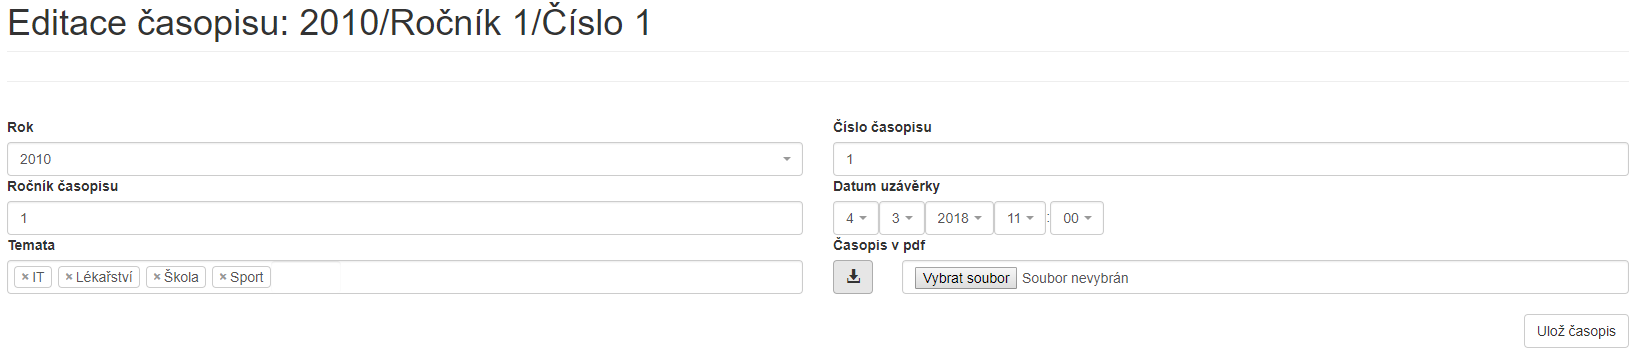 Editace časopisu: 2010/Ročník 1/Číslo 1
Rok
2010
Číslo časopisu
1
Ročník časopisu
1
Datum uzávěrky
4 3 2018 11 : 00
Temata
× IT × Lékařství × Škola × Sport
Časopis v pdf
Vybrat soubor Soubor nevybrán
Ulož časopis